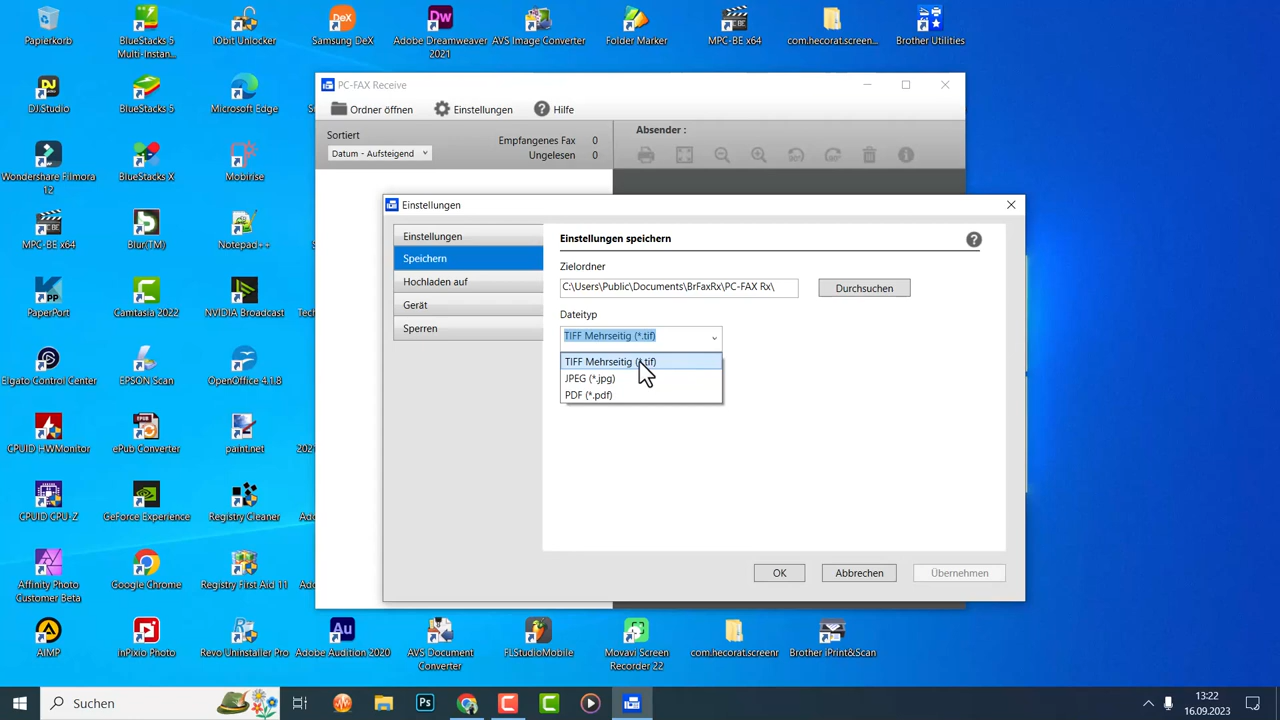 Papierkorb
BlueStacks 5
Multi-Instan...
IObit Unlocker
Samsung DeX
Adobe Dreamweaver
2021
AVS Image Converter
Folder Marker
MPC-BE x64
com.hecorat.screen...
Brother Utilities
PC-FAX Receive
Ordner öffnen
Einstellungen
Hilfe
Sortiert
Datum - Aufsteigend
Empfangenes Fax 0
Ungelesen 0
Absender :
DJ.Studio
BlueStacks 5
Microsoft Edge
Wondershare Filmora
12
BlueStacks X
Mobirise
MPC-BE x64
Blur(TM)
Notepad++
Einstellungen
Einstellungen
Speichern
Hochladen auf
Gerät
Sperren
Einstellungen speichern
Zielordner
C:\Users\Public\Documents\BrFaxRx\PC-FAX Rx\
Durchsuchen
Dateityp
TIFF Mehrseitig (*.tif)
TIFF Mehrseitig (*.tif)
JPEG (*.jpg)
PDF (*.pdf)
OK
Abbrechen
Übernehmen
PaperPort
Camtasia 2022
NVIDIA Broadcast
Elgato Control Center
EPSON Scan
OpenOffice 4.1.8
CPUID HWMonitor
ePub Converter
paint.net
CPUID CPU-Z
GeForce Experience
Registry Cleaner
Affinity Photo
Customer Beta
Google Chrome
Registry First Aid 11
AIMP
InPixio Photo
Revo Uninstaller Pro
Adobe Audition 2020
AVS Document
Converter
FLStudioMobile
Movavi Screen
Recorder 22
com.hecorat.screenr
Brother iPrint&Scan
Suchen
13:22
16.09.2023